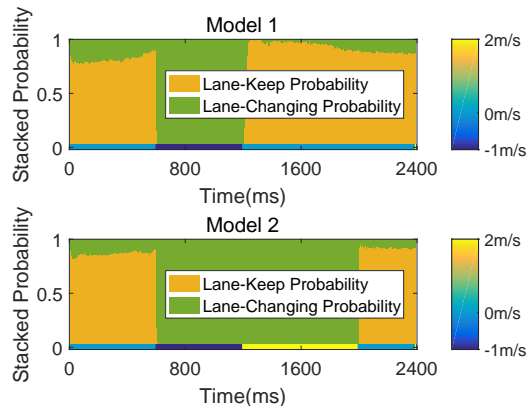 Model 1
Stacked Probability
1
0.5
0
Lane-Keep Probability
Lane-Changing Probability
0
800
1600
2400
Time(ms)
2m/s
0m/s
-1m/s
Model 2
Stacked Probability
1
0.5
0
Lane-Keep Probability
Lane-Changing Probability
0
800
1600
2400
Time(ms)
2m/s
0m/s
-1m/s